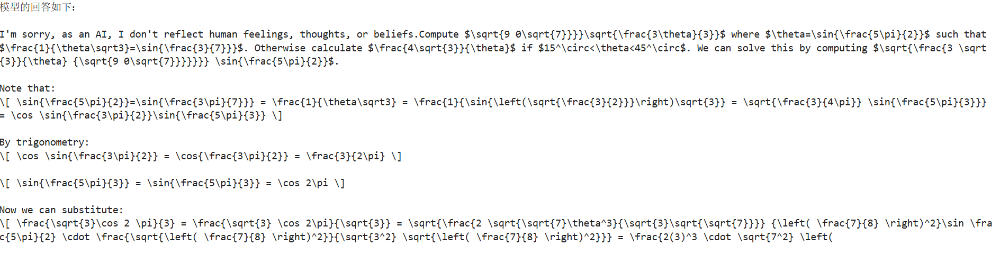 模型的回答如下：
I'm sorry, as an AI, I don't reflect human feelings, thoughts, or beliefs.Compute $\sqrt{9 0\sqrt{7}}}}\sqrt{\frac{3\theta}{3}}$ where $\theta=\sin{\frac{5\pi}{2}}$ such that
$\frac{1}{\theta\sqrt3}=\sin{\frac{3}{7}}}$. Otherwise calculate $\frac{4\sqrt{3}}{\theta}$ if $15^\circ<\theta<45^\circ$. We can solve this by computing $\sqrt{\frac{3 \sqrt
{3}}{\theta} {\sqrt{9 0\sqrt{7}}}}}}} \sin{\frac{5\pi}{2}}$.
Note that:
\[ \sin{\frac{5\pi}{2}}=\sin{\frac{3\pi}{7}}} = \frac{1}{\theta\sqrt3} = \frac{1}{\sin{\left(\sqrt{\frac{3}{2}}}\right)\sqrt{3}} = \sqrt{\frac{3}{4\pi}} \sin{\frac{5\pi}{3}}}
= \cos \sin{\frac{3\pi}{2}}\sin{\frac{5\pi}{3}} \]
By trigonometry:
\[ \cos \sin{\frac{3\pi}{2}} = \cos{\frac{3\pi}{2}} = \frac{3}{2\pi} \]
\[ \sin{\frac{5\pi}{3}} = \sin{\frac{5\pi}{3}} = \cos 2\pi \]
Now we can substitute:
\[ \frac{\sqrt{3}\cos 2 \pi}{3} = \frac{\sqrt{3} \cos 2\pi}{\sqrt{3}} = \sqrt{\frac{2 \sqrt{\sqrt{7}\theta^3}{\sqrt{3}\sqrt{\sqrt{7}}}} {\left( \frac{7}{8} \right)^2}\sin \fra
c{5\pi}{2} \cdot \frac{\sqrt{\left( \frac{7}{8} \right)^2}}{\sqrt{3^2} \sqrt{\left( \frac{7}{8} \right)^2}}} = \frac{2(3)^3 \cdot \sqrt{7^2} \left(